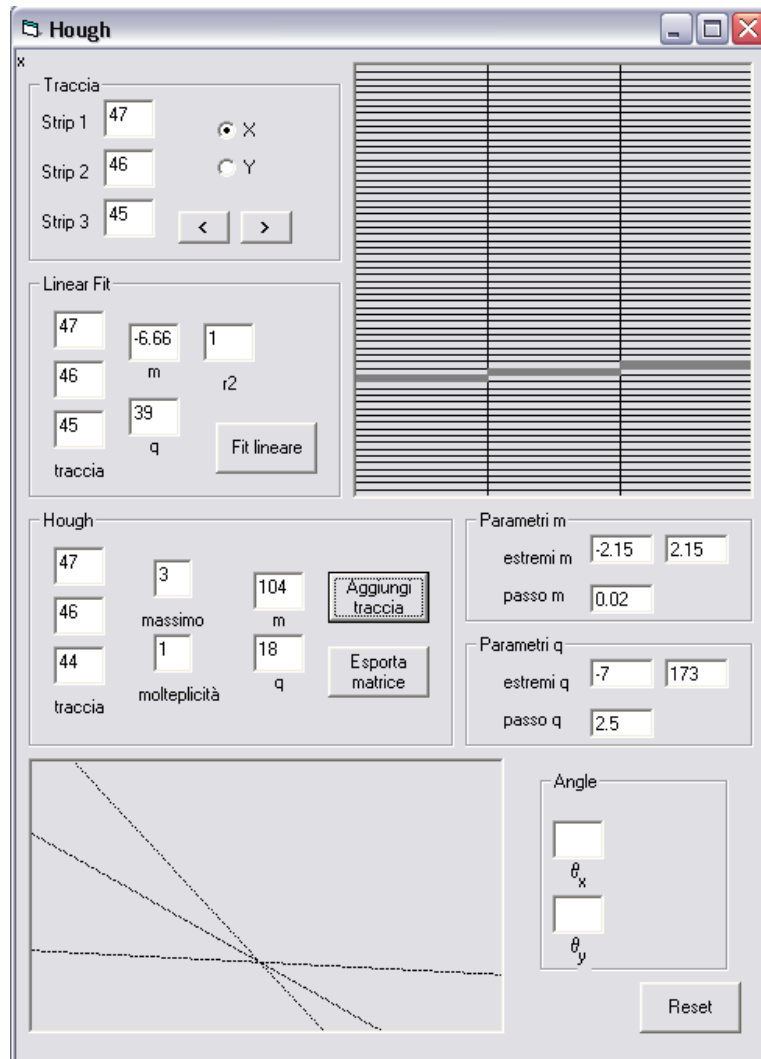 Hough
x
Traccia
Strip 1 47
X
Strip 2 46
Y
Strip 3 45
< >
Linear Fit
47
-6.66 1
m
r2
46
39
45
q
Fit lineare
traccia
Hough
47
3
104
Aggiungi
traccia
46
massimo
m
1
18
44
molteplicità
q
Esporta
matrice
traccia
Parametri m
estremi m -2.15 2.15
passo m 0.02
Parametri q
estremi q -7 173
passo q 2.5
Angle
θx
θy
Reset